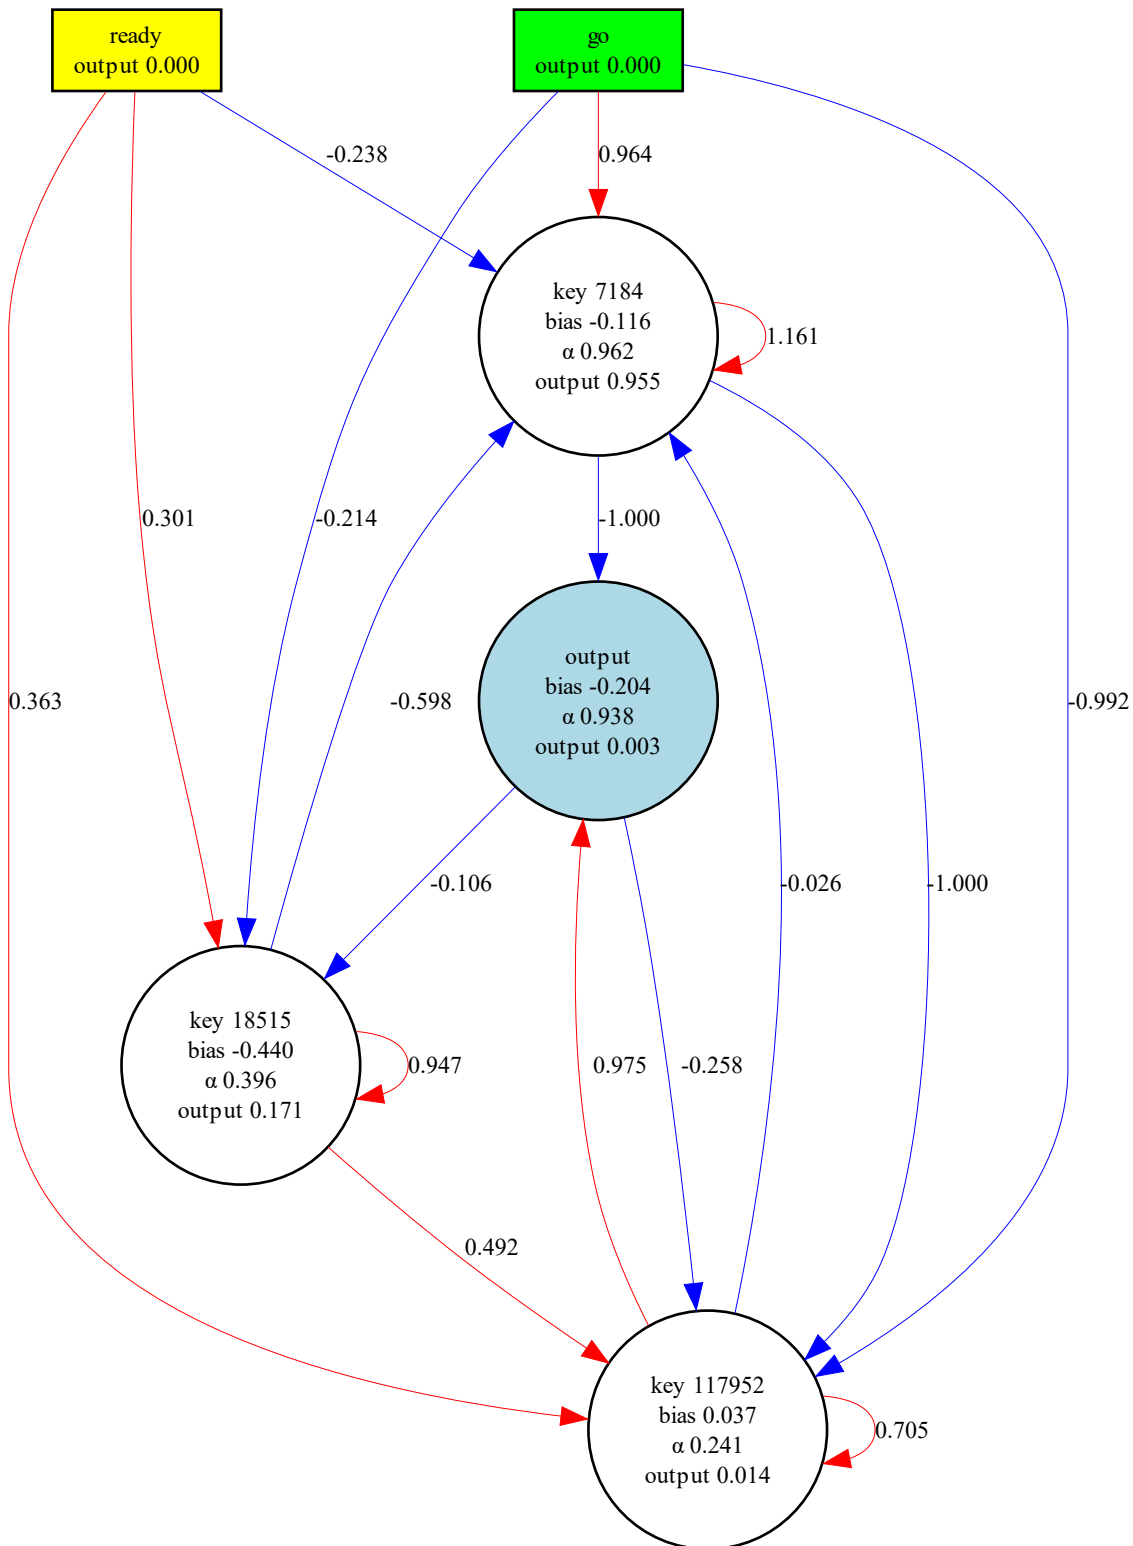 ready
output 0.000
go
output 0.000
-0.238
0.964
key 7184
bias -0.116
α 0.962
output 0.955
1.161
0.301
-0.214
-1.000
0.363
-0.598
output
bias -0.204
α 0.938
output 0.003
-0.992
-0.106
-0.026
-1.000
key 18515
bias -0.440
α 0.396
output 0.171
0.947
0.975
-0.258
0.492
key 117952
bias 0.037
α 0.241
output 0.014
0.705